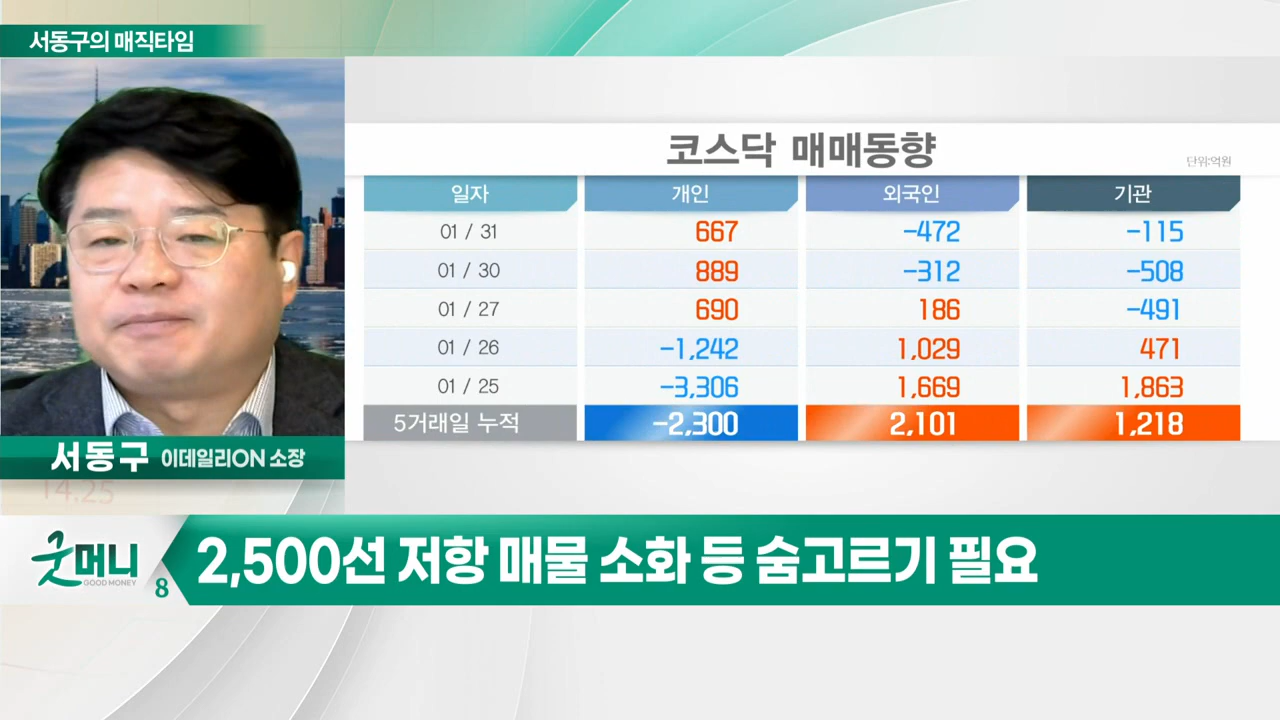 서동구의 매직타임
코스닥 매매동향
단위:억원
일자 개인 외국인 기관
01 / 31 667 -472 -115
01 / 30 889 -312 -508
01 / 27 690 186 -491
01 / 26 -1,242 1,029 471
01 / 25 -3,306 1,669 1,863
5거래일 누적 -2,300 2,101 1,218
서동구 이데일리ON 소장
14.25
굿머니
GOOD MONEY
8
2,500선 저항 매물 소화 등 숨고르기 필요